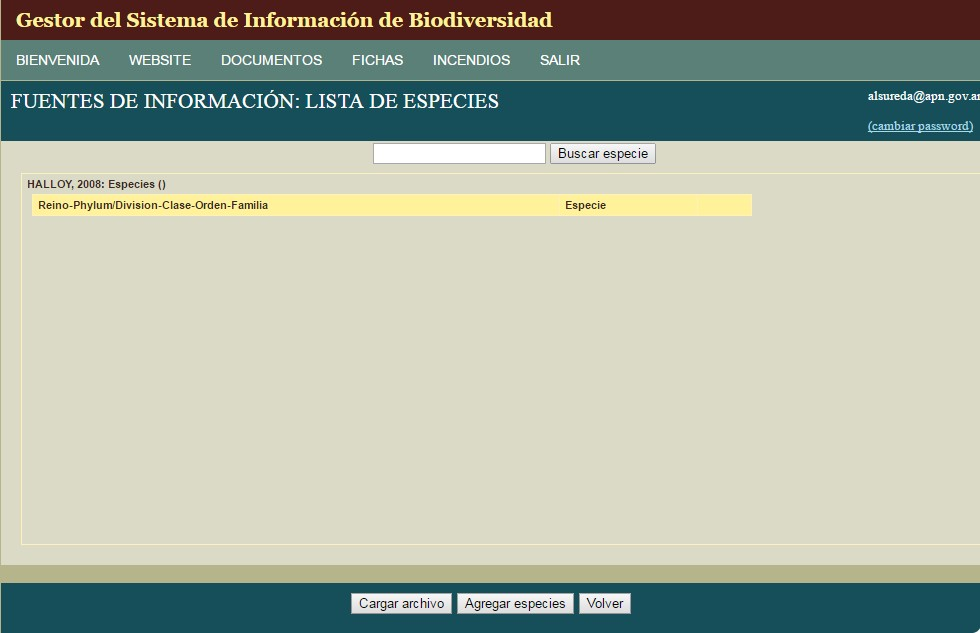 Gestor del Sistema de Información de Biodiversidad
BIENVENIDA WEBSITE DOCUMENTOS FICHAS INCENDIOS SALIR
FUENTES DE INFORMACIÓN: LISTA DE ESPECIES
alsureda@apn.gov.ar
(cambiar password)
Buscar especie
HALLOY, 2008: Especies ()
Reino-Phylum/Division-Clase-Orden-Familia Especie
Cargar archivo Agregar especies Volver